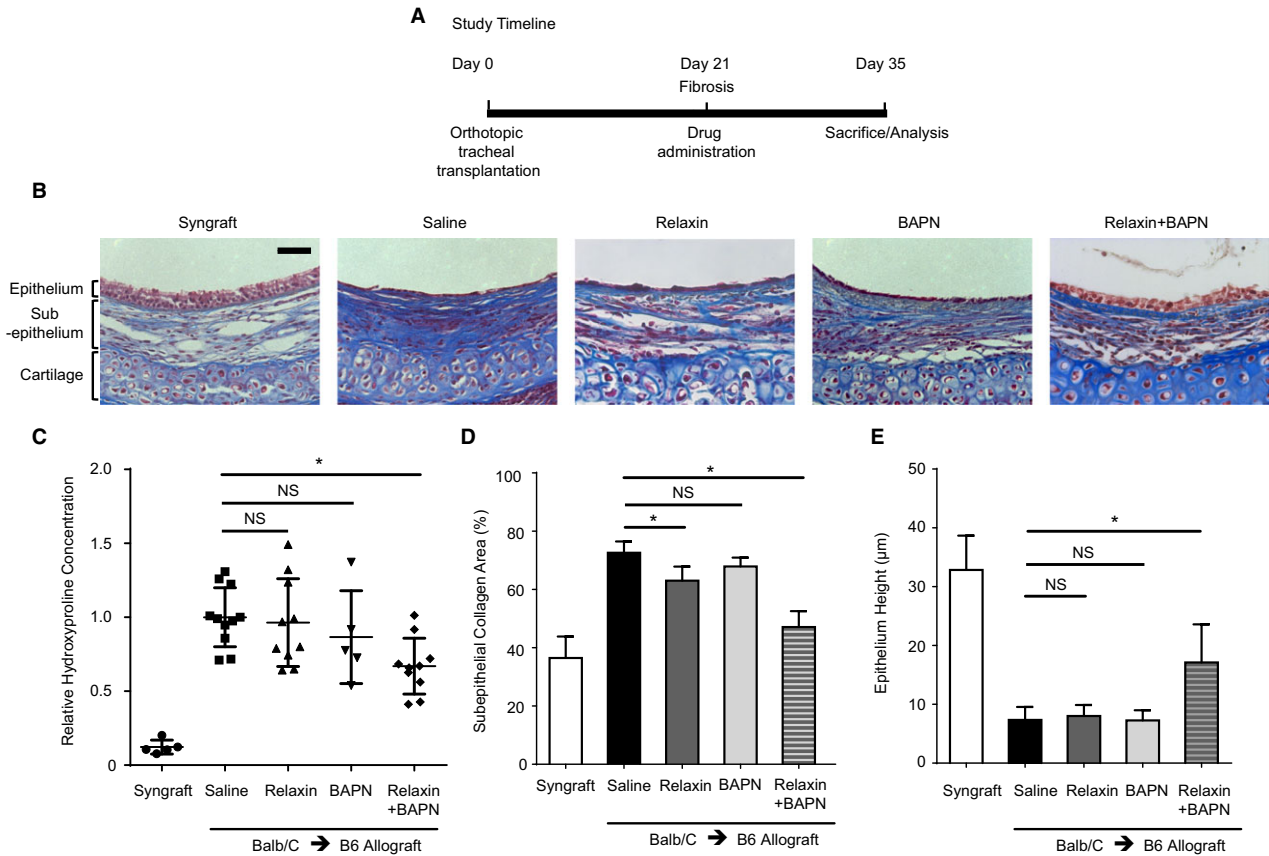 A
Study Timeline
Day 0
Day 21
Day 35
Fibrosis
Orthotopic
tracheal
transplantation
Drug
administration
Sacrifice/Analysis
B
Syngraft
Saline
Relaxin
BAPN
Relaxin+BAPN
Epithelium
Sub
-epithelium
Cartilage
C
Relative Hydroxyproline Concentration
2.0
1.5
1.0
0.5
0
*
NS
NS
Syngraft
Saline
Relaxin
BAPN
Relaxin
+BAPN
Balb/C ➔ B6 Allograft
D
Subepithelial Collagen Area (%)
100
80
60
40
20
0
*
NS
*
Syngraft
Saline
Relaxin
BAPN
Relaxin
+BAPN
Balb/C ➔ B6 Allograft
E
Epithelium Height (μm)
50
40
30
20
10
0
*
NS
NS
Syngraft
Saline
Relaxin
BAPN
Relaxin
+BAPN
Balb/C ➔ B6 Allograft